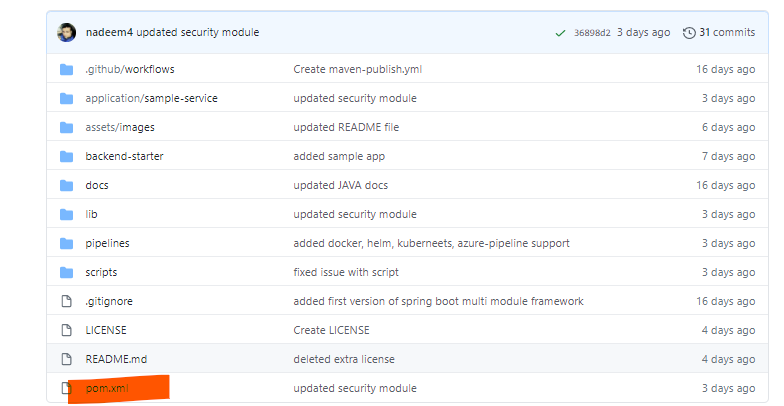 nadeem4 updated security module 36898d2 3 days ago 31 commits
.github/workflows Create maven-publish.yml 16 days ago
application/sample-service updated security module 3 days ago
assets/images updated README file 6 days ago
backend-starter added sample app 7 days ago
docs updated JAVA docs 16 days ago
lib updated security module 3 days ago
pipelines added docker, helm, kuberneets, azure-pipeline support 3 days ago
scripts fixed issue with script 3 days ago
.gitignore added first version of spring boot multi module framework 16 days ago
LICENSE Create LICENSE 4 days ago
README.md deleted extra license 4 days ago
pom.xml updated security module 3 days ago